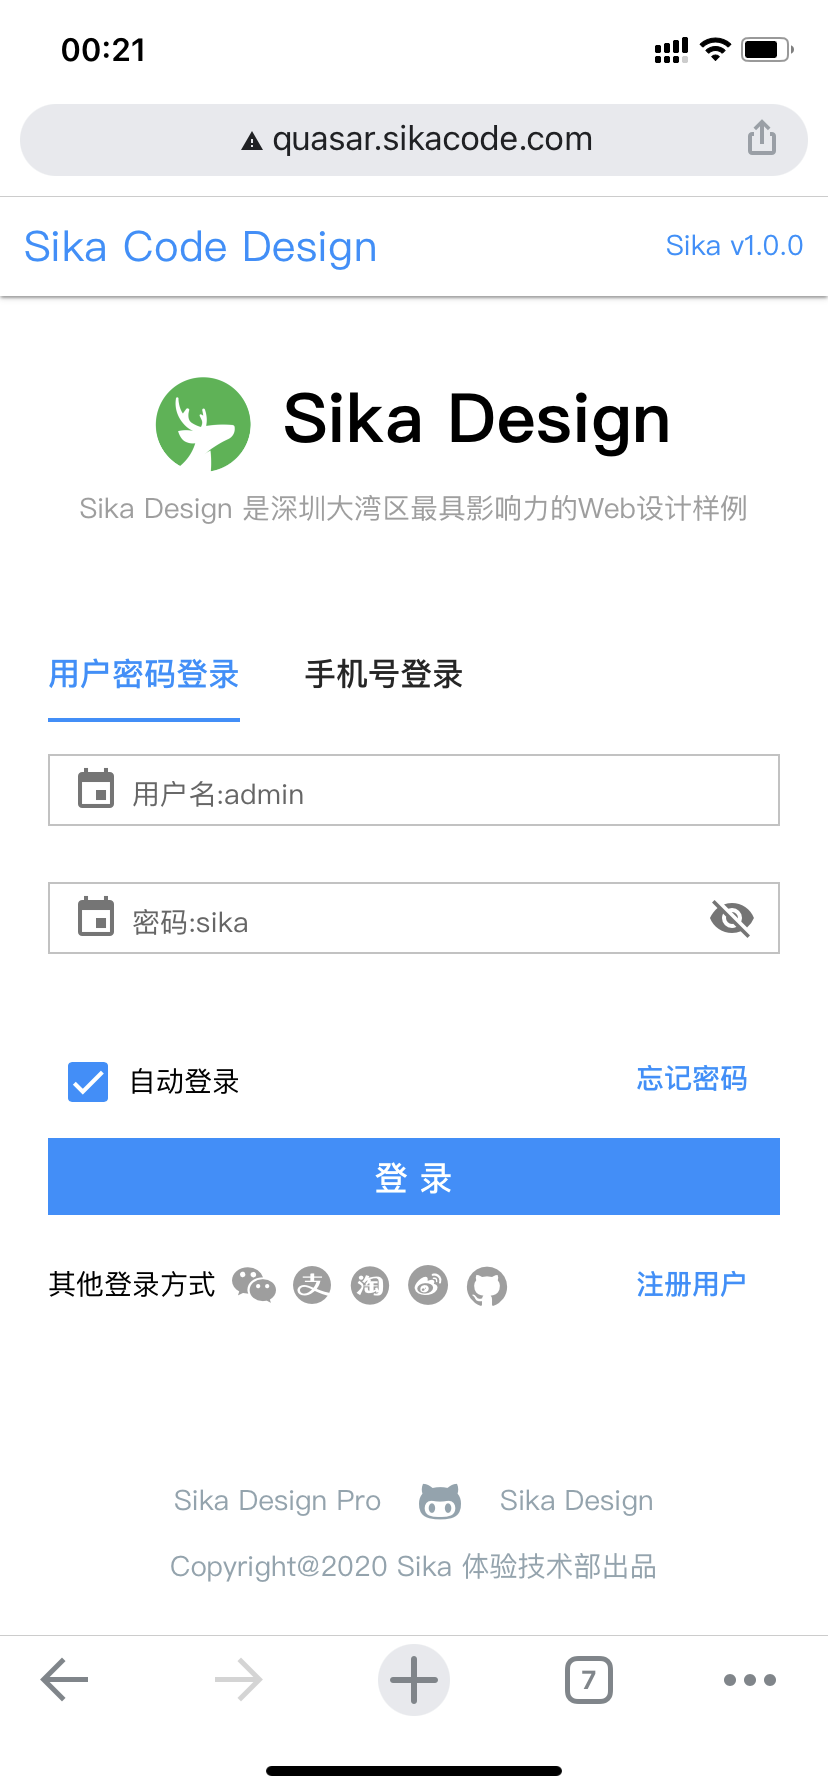 00:21
quasar.sikacode.com
Sika Code Design
Sika v1.0.0
Sika Design
Sika Design 是深圳大湾区最具影响力的Web设计样例
用户密码登录
手机号登录
用户名:admin
密码:sika
自动登录
忘记密码
登 录
其他登录方式
支
淘
注册用户
Sika Design Pro
Sika Design
Copyright@2020 Sika 体验技术部出品
7